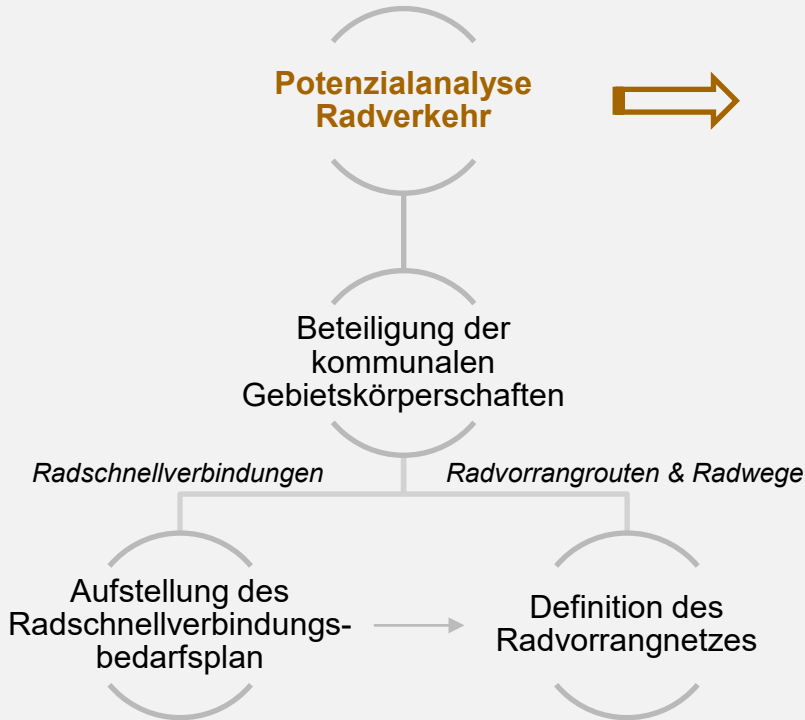 Potenzialanalyse
Radverkehr
Beteiligung der
kommunalen
Gebietskörperschaften
Radschnellverbindungen
Radvorrangrouten & Radwege
Aufstellung des
Radschnellverbindungs-
bedarfsplan
Definition des
Radvorrangnetzes